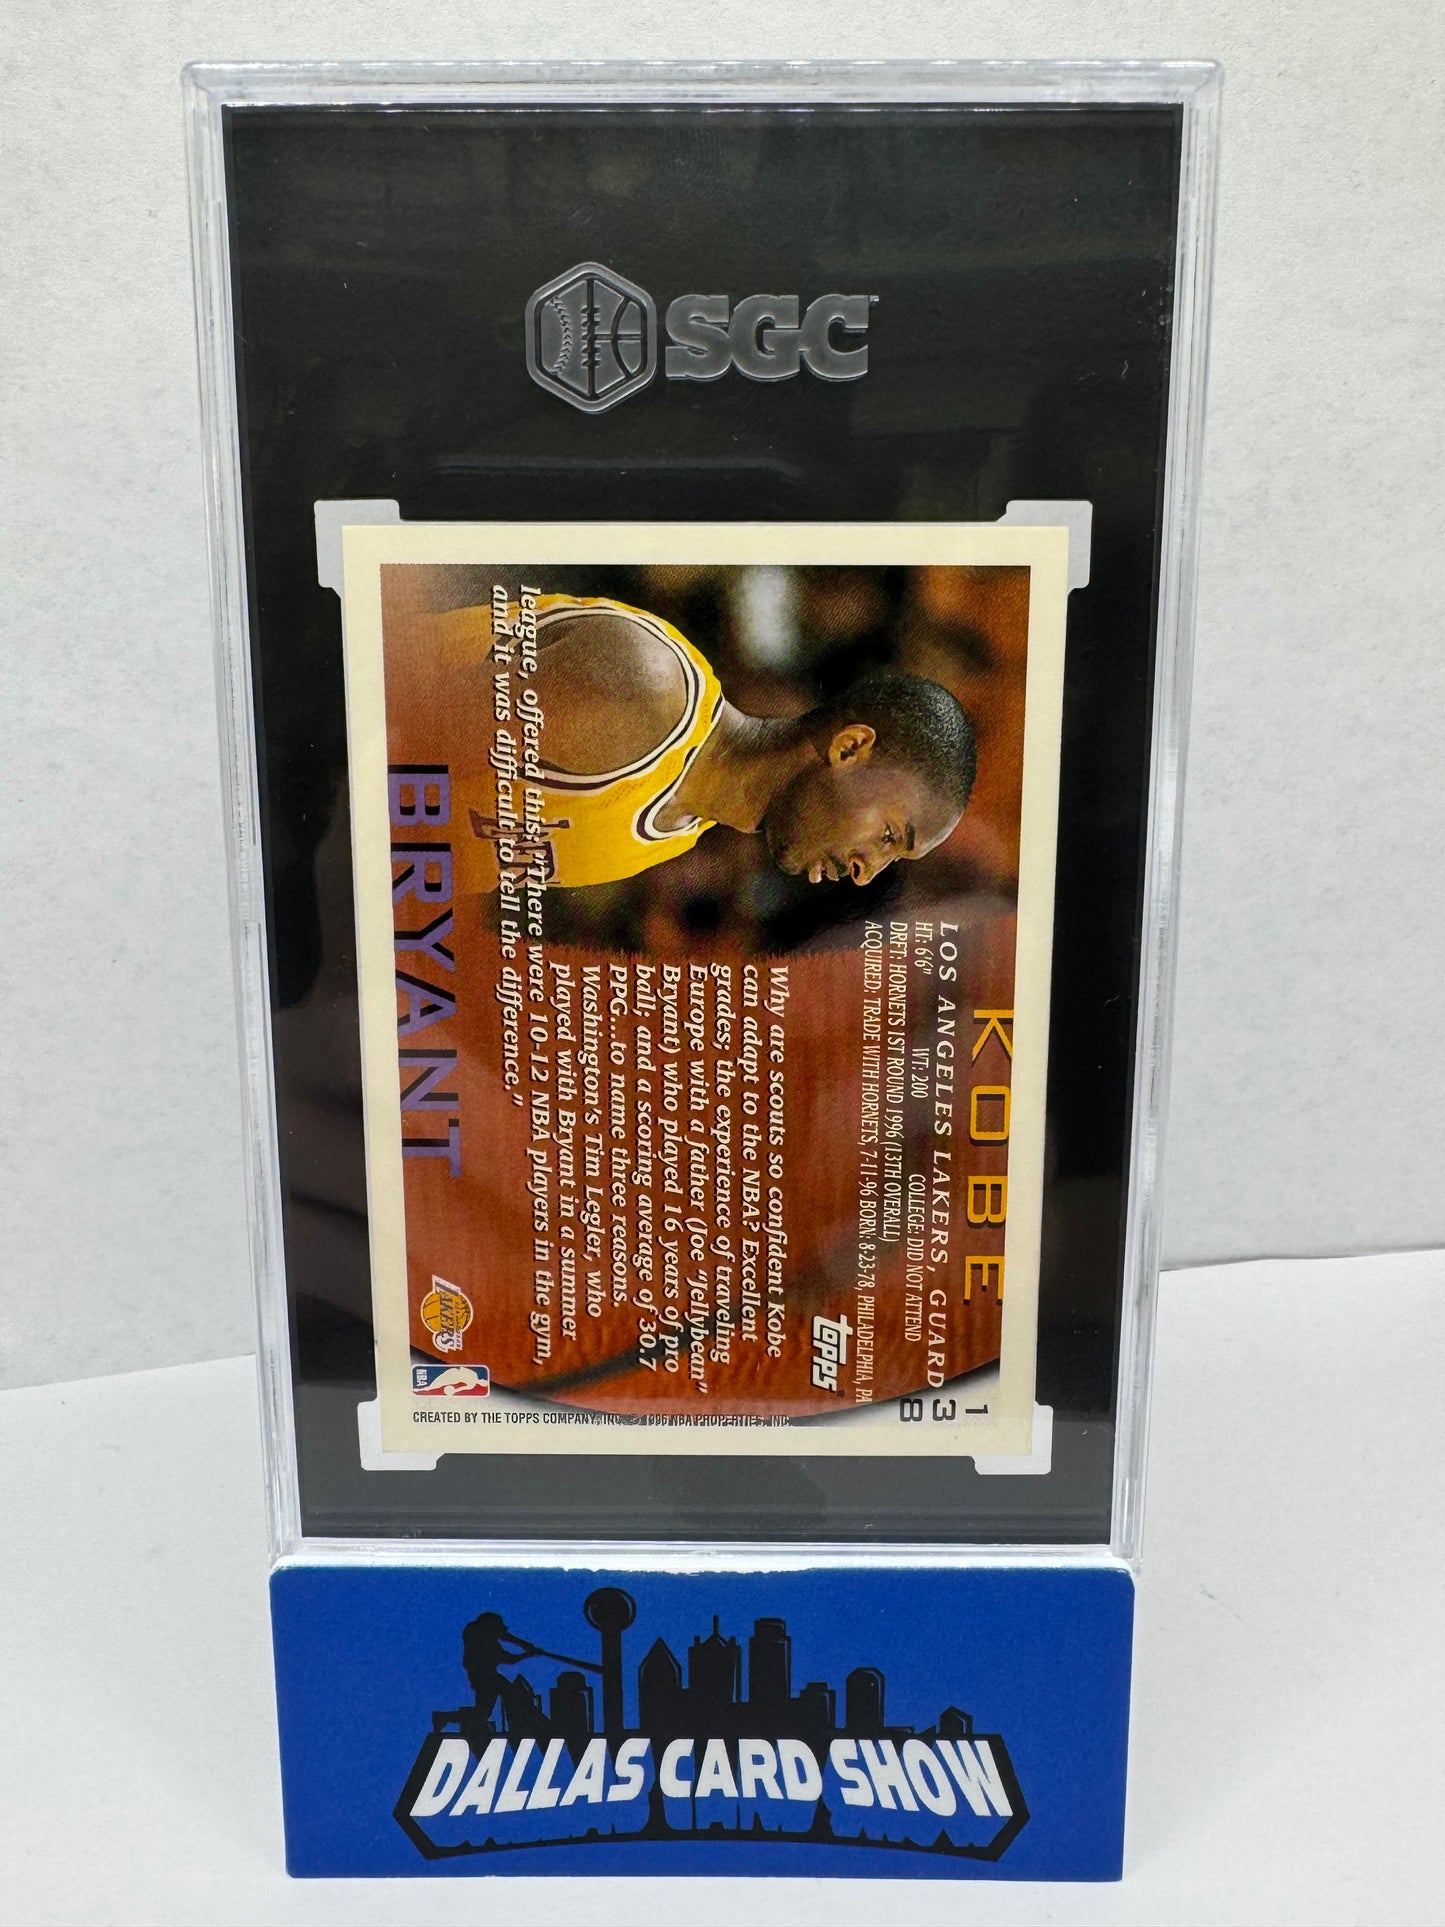 SGC
138
KOBE
LOS ANGELES LAKERS, GUARD
HT: 6'6" WT: 200 COLLEGE: DID NOT ATTEND
DRFT: HORNETS 1ST ROUND 1996 (13TH OVERALL)
ACQUIRED: TRADE WITH HORNETS, 7-11-96 BORN: 8-23-78, PHILADELPHIA, PA
Topps
Why are scouts so confident Kobe
can adapt to the NBA? Excellent
grades; the experience of traveling
Europe with a father (Joe "Jellybean"
Bryant) who played 16 years of pro
ball; and a scoring average of 30.7
PPG...to name three reasons.
Washington's Tim Legler, who
played with Bryant in a summer
league, offered this: "There were 10-12 NBA players in the gym,
and it was difficult to tell the difference."
BRYANT
LAKERS
NBA
CREATED BY THE TOPPS COMPANY, INC. © 1996 NBA PROPERTIES, INC.
DALLAS CARD SHOW